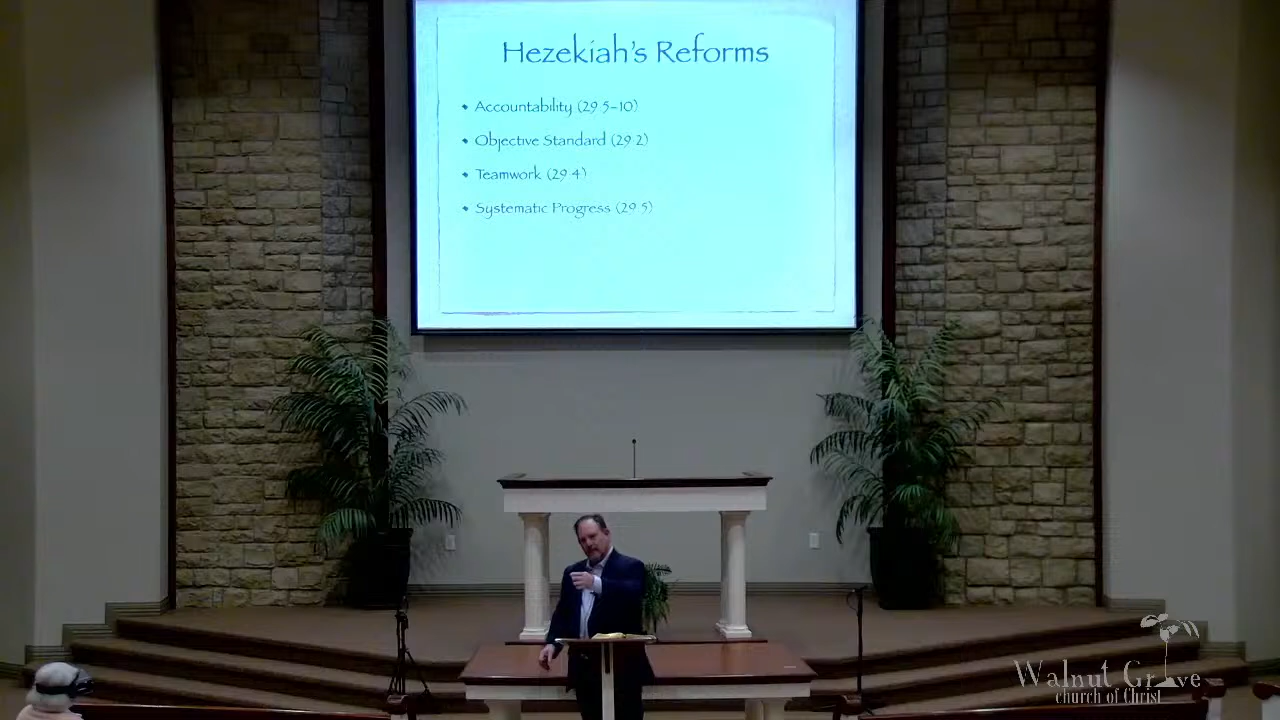 Hezekiah's Reforms
• Accountability (29:5-10)
• Objective Standard (29:2)
• Teamwork (29:4)
• Systematic Progress (29:5)
Walnut Grove
church of Christ